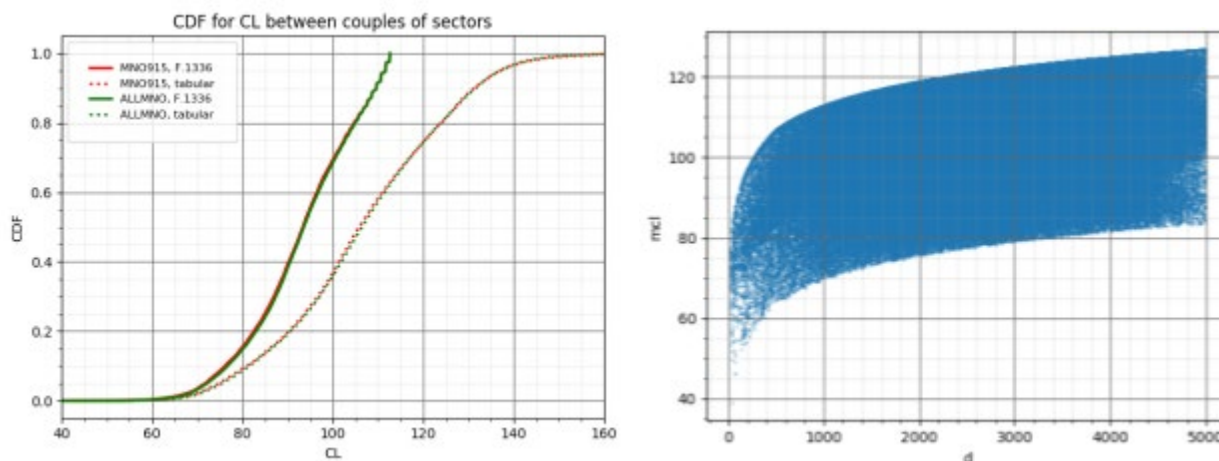 CDF for CL between couples of sectors
1.0
0.8
0.6
0.4
0.2
0.0
CDF
MNO915, F.1336
MNO915, tabular
ALLMNO, F.1336
ALLMNO, tabular
40 60 80 100 120 140 160
CL
120
100
80
60
40
mcl
0 1000 2000 3000 4000 5000
d